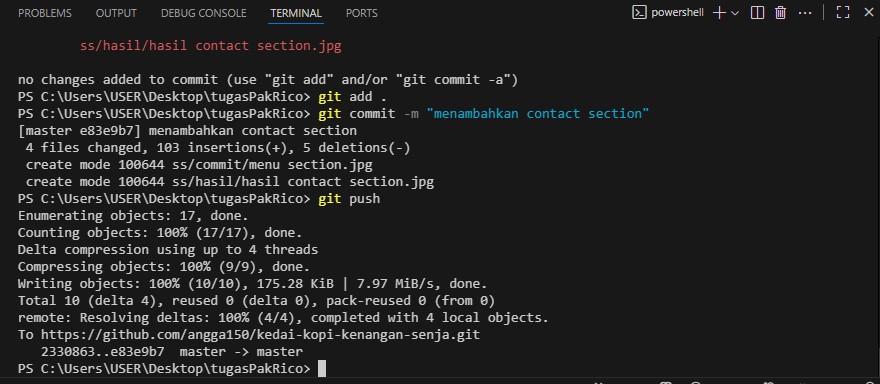 PROBLEMS OUTPUT DEBUG CONSOLE TERMINAL PORTS powershell
ss/hasil/hasil contact section.jpg
no changes added to commit (use "git add" and/or "git commit -a")
PS C:\Users\USER\Desktop\tugasPakRico> git add .
PS C:\Users\USER\Desktop\tugasPakRico> git commit -m "menambahkan contact section"
[master e83e9b7] menambahkan contact section
4 files changed, 103 insertions(+), 5 deletions(-)
create mode 100644 ss/commit/menu section.jpg
create mode 100644 ss/hasil/hasil contact section.jpg
PS C:\Users\USER\Desktop\tugasPakRico> git push
Enumerating objects: 17, done.
Counting objects: 100% (17/17), done.
Delta compression using up to 4 threads
Compressing objects: 100% (9/9), done.
Writing objects: 100% (10/10), 175.28 KiB | 7.97 MiB/s, done.
Total 10 (delta 4), reused 0 (delta 0), pack-reused 0 (from 0)
remote: Resolving deltas: 100% (4/4), completed with 4 local objects.
To https://github.com/angga150/kedai-kopi-kenangan-senja.git
2330863..e83e9b7 master -> master
PS C:\Users\USER\Desktop\tugasPakRico>